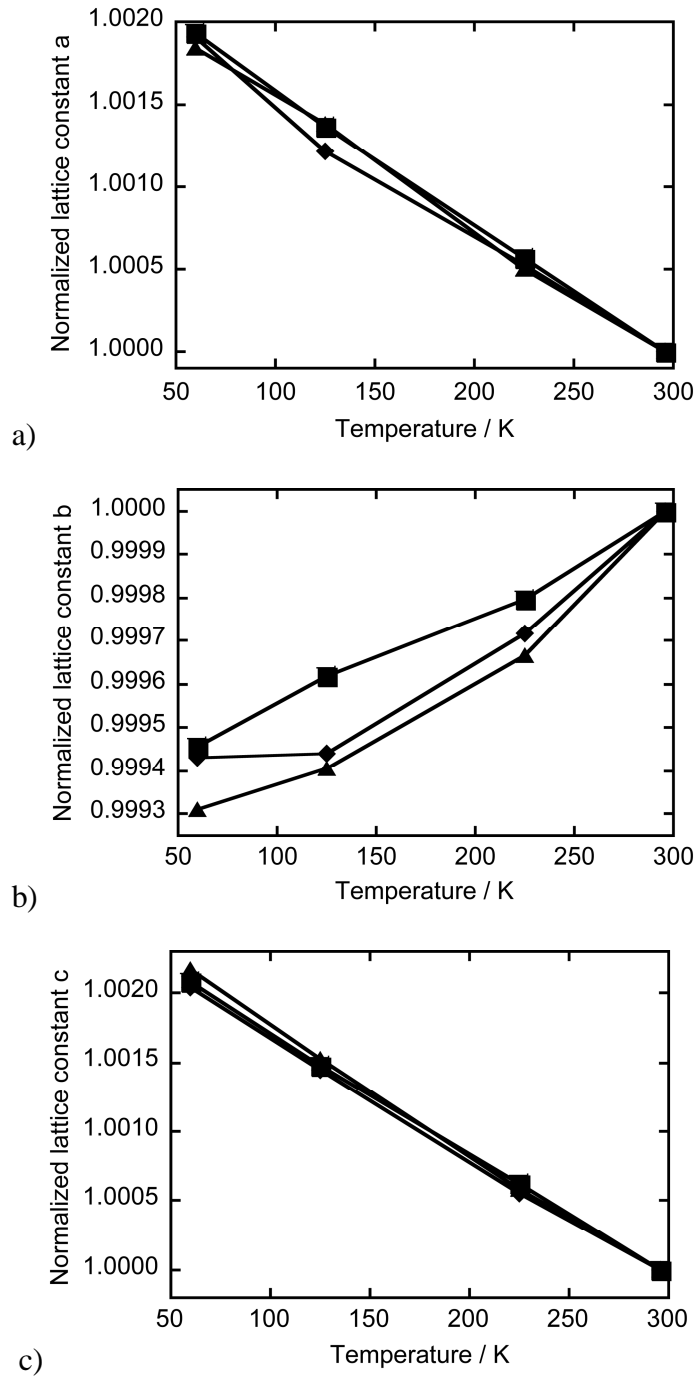 Normalized lattice constant a
1.0020
1.0015
1.0010
1.0005
1.0000
50 100 150 200 250 300
Temperature / K
a)
Normalized lattice constant b
1.0000
0.9999
0.9998
0.9997
0.9996
0.9995
0.9994
0.9993
50 100 150 200 250 300
Temperature / K
b)
Normalized lattice constant c
1.0020
1.0015
1.0010
1.0005
1.0000
50 100 150 200 250 300
Temperature / K
c)